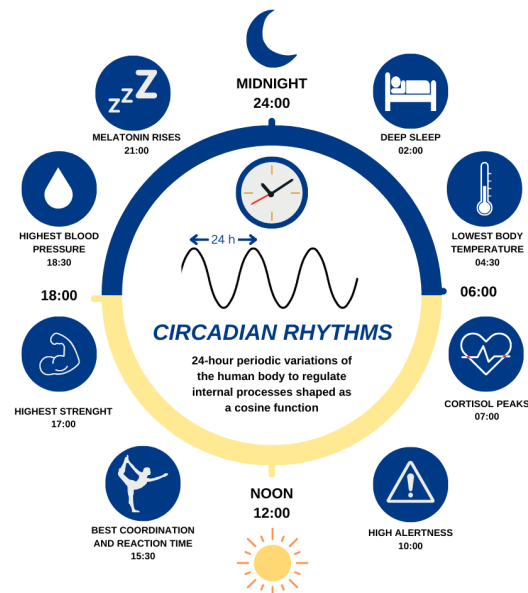 MIDNIGHT
24:00
DEEP SLEEP
02:00
LOWEST BODY
TEMPERATURE
04:30
06:00
CORTISOL PEAKS
07:00
HIGH ALERTNESS
10:00
NOON
12:00
BEST COORDINATION
AND REACTION TIME
15:30
HIGHEST STRENGHT
17:00
18:00
HIGHEST BLOOD
PRESSURE
18:30
MELATONIN RISES
21:00
zzZ
24 h
CIRCADIAN RHYTHMS
24-hour periodic variations of
the human body to regulate
internal processes shaped as
a cosine function